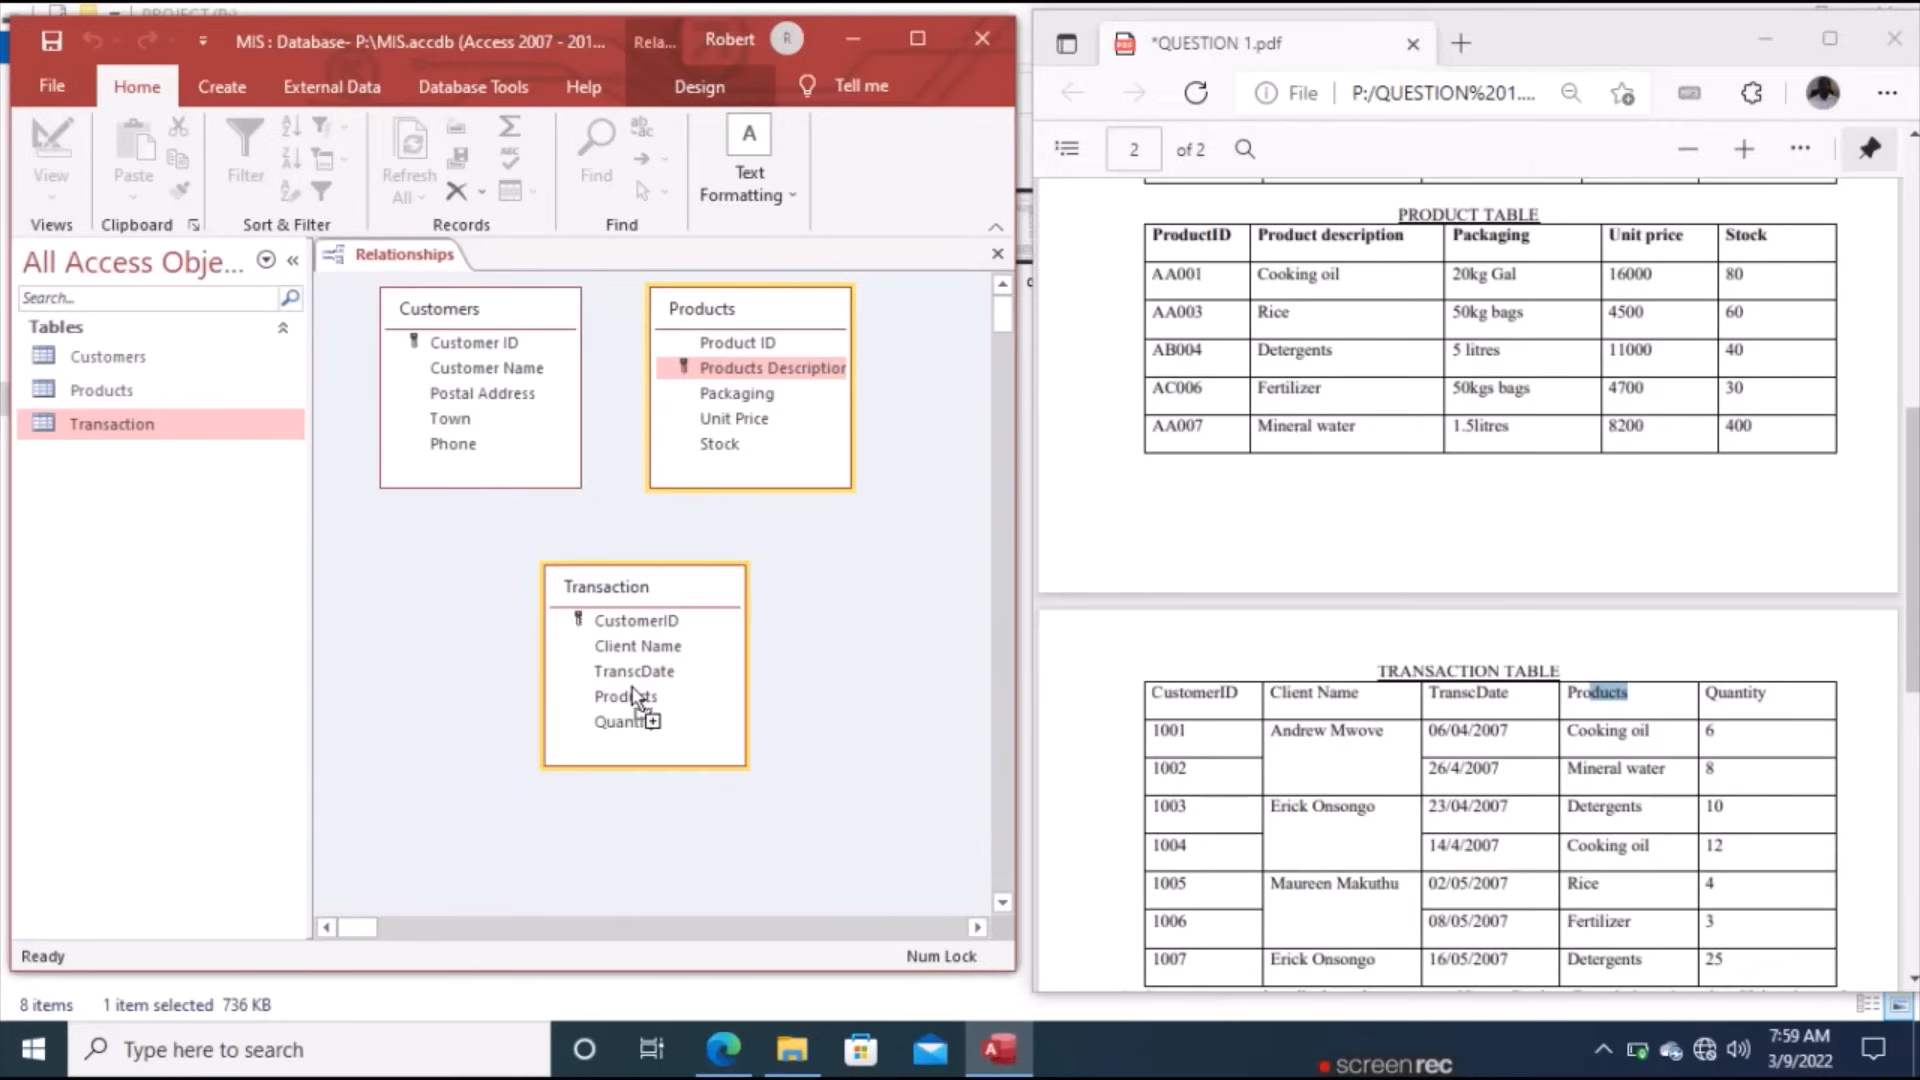 PROJECT (P:)
MIS : Database- P:\MIS.accdb (Access 2007 - 201... Rela... Robert R
File Home Create External Data Database Tools Help Design Tell me
View
Paste
Filter
Refresh
All
Find
A
Text
Formatting
Views Clipboard Sort & Filter Records Find
All Access Obje... «
Search...
Tables
Customers
Products
Transaction
Relationships
Customers
Customer ID
Customer Name
Postal Address
Town
Phone
Products
Product ID
Products Description
Packaging
Unit Price
Stock
Transaction
CustomerID
Client Name
TranscDate
Products
Quanti
Ready Num Lock
8 items 1 item selected 736 KB
*QUESTION 1.pdf
File P:/QUESTION%201....
2 of 2
PRODUCT TABLE
ProductID Product description Packaging Unit price Stock
AA001 Cooking oil 20kg Gal 16000 80
AA003 Rice 50kg bags 4500 60
AB004 Detergents 5 litres 11000 40
AC006 Fertilizer 50kgs bags 4700 30
AA007 Mineral water 1.5litres 8200 400
TRANSACTION TABLE
CustomerID Client Name TranscDate Products Quantity
1001 Andrew Mwove 06/04/2007 Cooking oil 6
1002 26/4/2007 Mineral water 8
1003 Erick Onsongo 23/04/2007 Detergents 10
1004 14/4/2007 Cooking oil 12
1005 Maureen Makuthu 02/05/2007 Rice 4
1006 08/05/2007 Fertilizer 3
1007 Erick Onsongo 16/05/2007 Detergents 25
Type here to search
7:59 AM
3/9/2022
screenrec